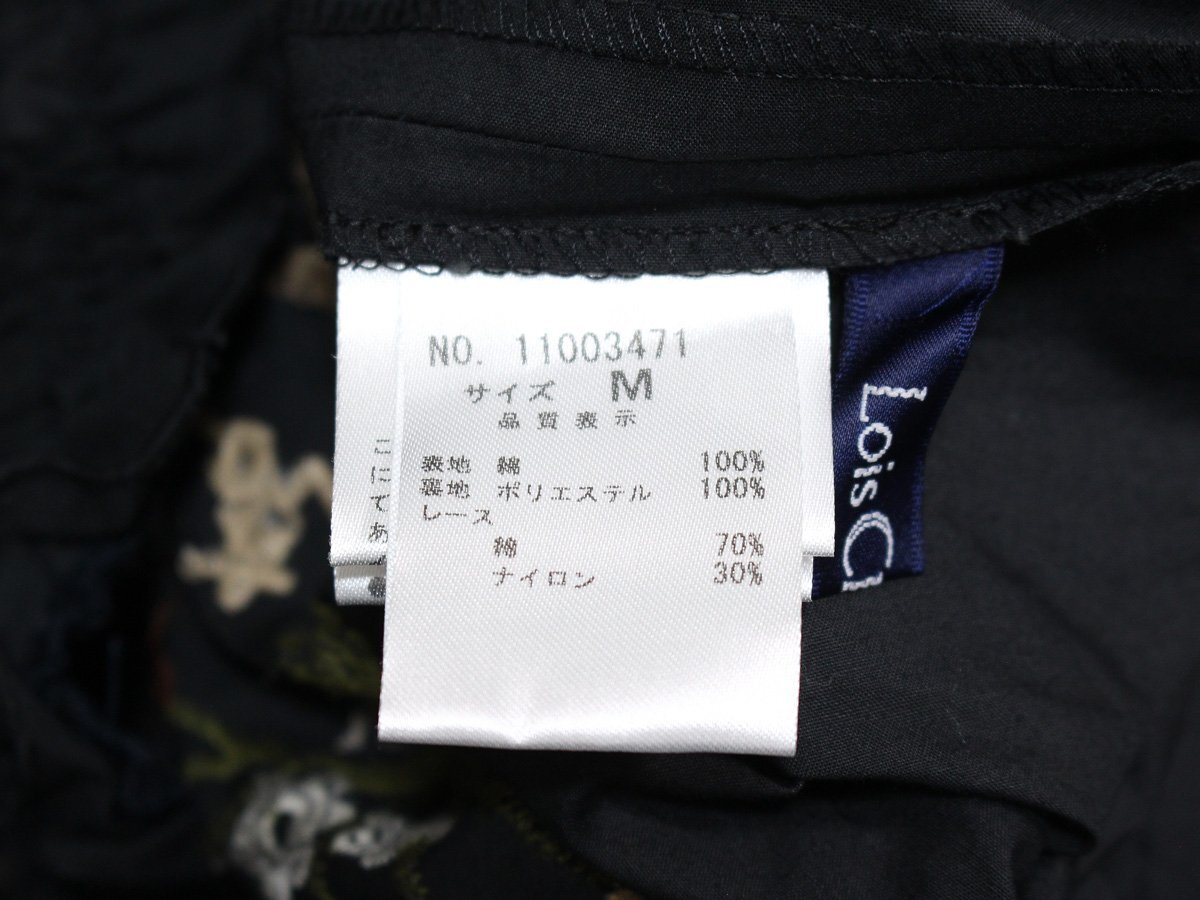 NO. 11003471
サイズ M
品質表示
表地 綿 100%
裏地 ポリエステル 100%
レース
綿 70%
ナイロン 30%
Lois